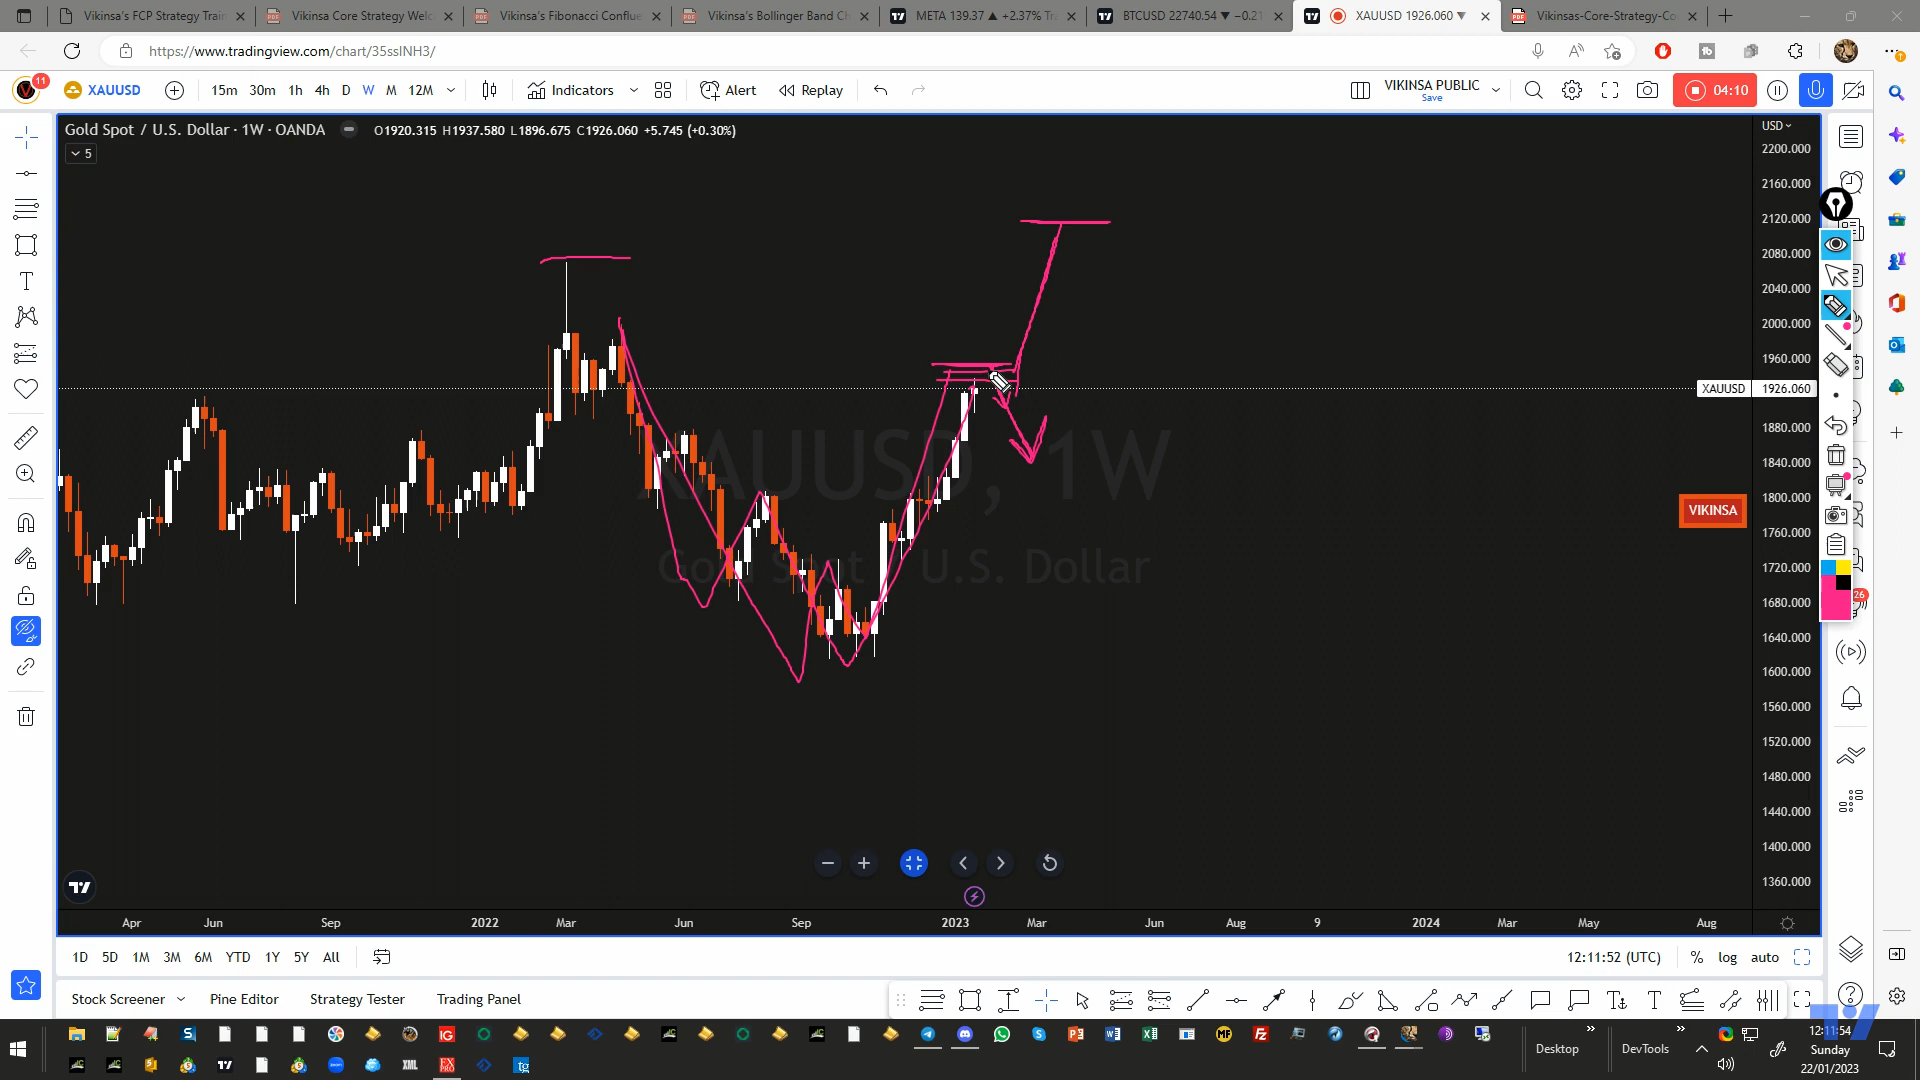 Vikinsa's FCP Strategy Train
Vikinsa Core Strategy Welc
Vikinsa's Fibonacci Conflue
Vikinsa's Bollinger Band Ch
META 139.37 ▲ +2.37% Tr
BTCUSD 22740.54 ▼ −0.21
XAUUSD 1926.060 ▼
Vikinsas-Core-Strategy-Co
https://www.tradingview.com/chart/35ssINH3/
11
XAUUSD
15m 30m 1h 4h D W M 12M
Indicators
Alert
Replay
VIKINSA PUBLIC
Save
04:10
Gold Spot / U.S. Dollar · 1W · OANDA
O1920.315 H1937.580 L1896.675 C1926.060 +5.745 (+0.30%)
5
USD
2200.000
2160.000
2120.000
2080.000
2040.000
2000.000
1960.000
XAUUSD 1926.060
1880.000
1840.000
1800.000
1760.000
1720.000
1680.000
1640.000
1600.000
1560.000
1520.000
1480.000
1440.000
1400.000
1360.000
XAUUSD, 1W
Gold Spot / U.S. Dollar
VIKINSA
26
Apr Jun Sep 2022 Mar Jun Sep 2023 Mar Jun Aug 9 2024 Mar May Aug
1D 5D 1M 3M 6M YTD 1Y 5Y All
12:11:52 (UTC)
% log auto
Stock Screener
Pine Editor
Strategy Tester
Trading Panel
Desktop
DevTools
12:11:54
Sunday
22/01/2023